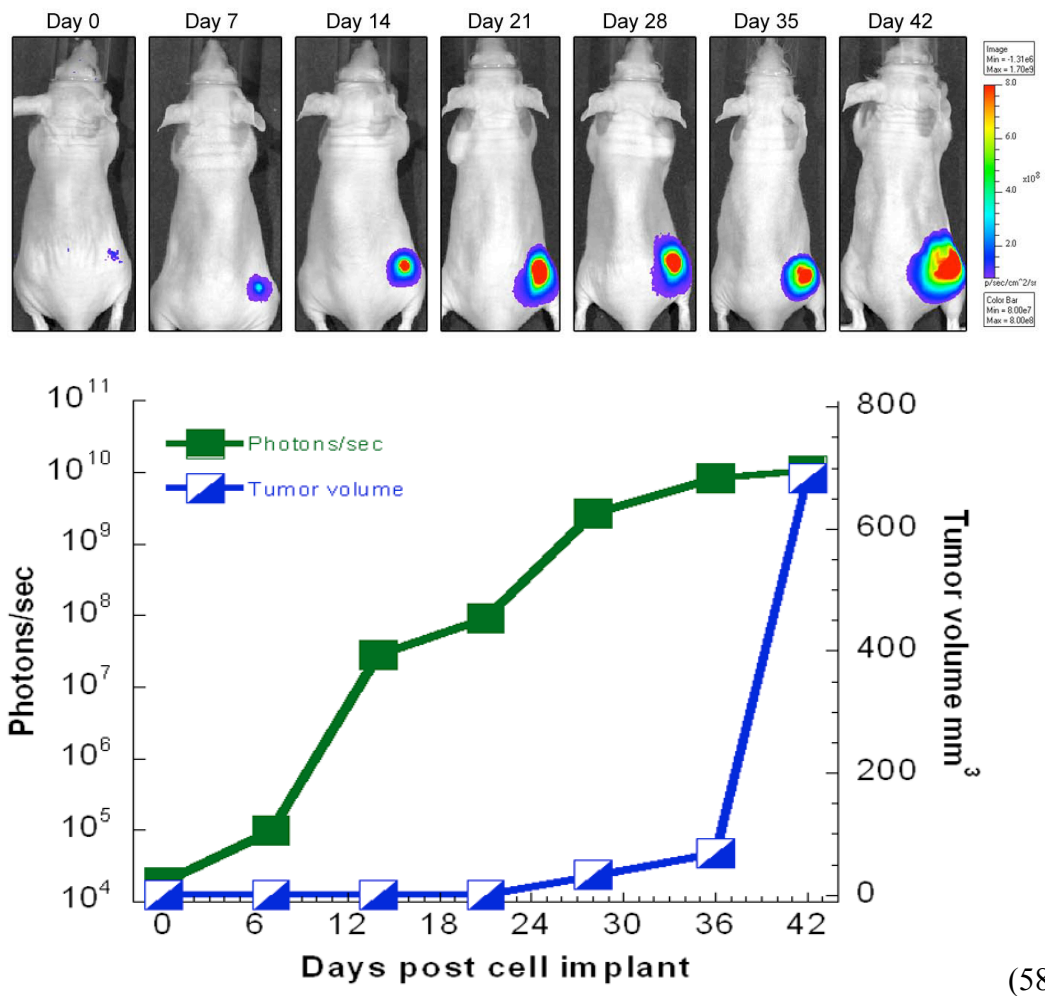 Day 0 Day 7 Day 14 Day 21 Day 28 Day 35 Day 42
Image
Min = -1.31e6
Max = 1.70e9
8.0
6.0
x10⁸
4.0
2.0
p/sec/cm^2/sr
Color Bar
Min = 8.00e7
Max = 8.00e8
10¹¹
10¹⁰
10⁹
10⁸
10⁷
10⁶
10⁵
10⁴
Photons/sec
Photons/sec
Tumor volume
800
600
400
200
0
Tumor volume mm³
0 6 12 18 24 30 36 42
Days post cell implant
(58